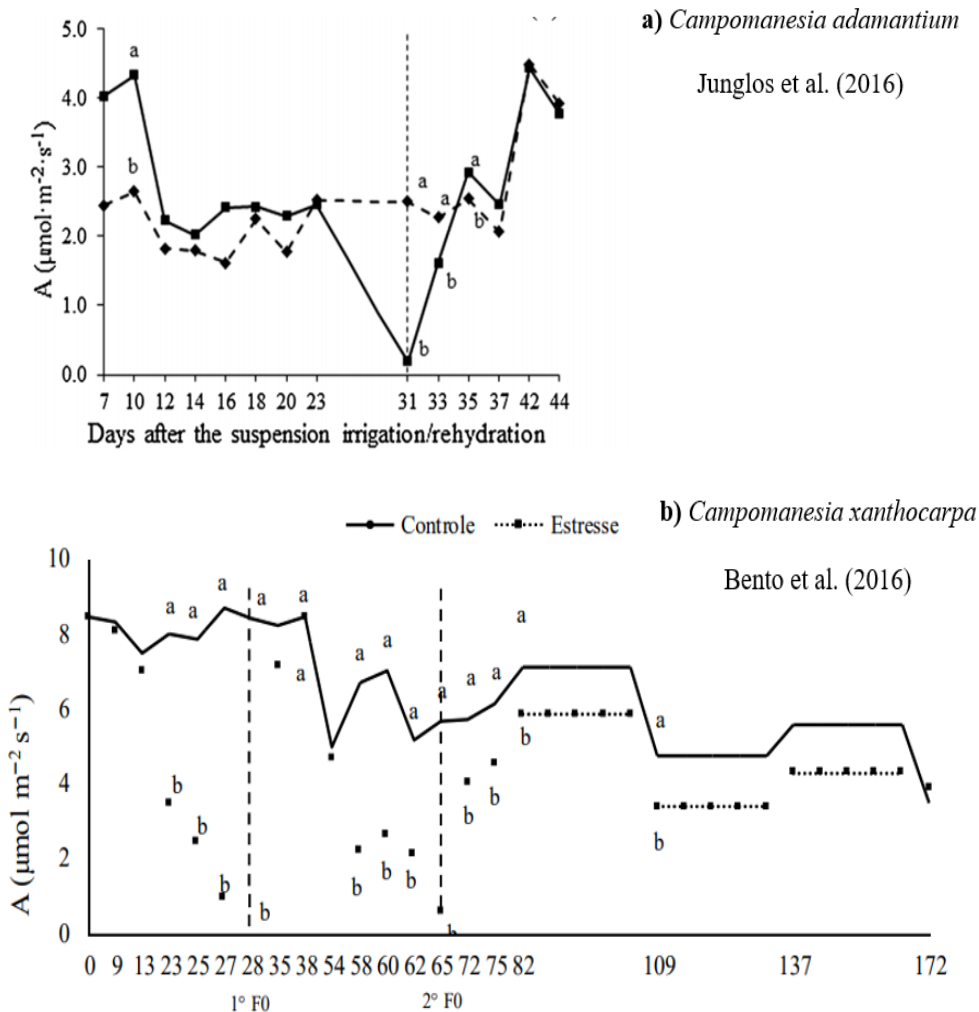 a) Campomanesia adamantium
Junglos et al. (2016)
A (µmol·m-2·s-1)
5.0
4.0
3.0
2.0
1.0
0.0
a
b
a
a
a
b
b
b
7 10 12 14 16 18 20 23 31 33 35 37 42 44
Days after the suspension irrigation/rehydration
b) Campomanesia xanthocarpa
Bento et al. (2016)
Controle Estresse
A (µmol m−2 s−1)
10
8
6
4
2
0
a a a a a a a a a a a a a a a
b b b b b b b b b b b b b
0 9 13 23 25 27 28 35 38 54 58 60 62 65 72 75 82 109 137 172
1° F0 2° F0